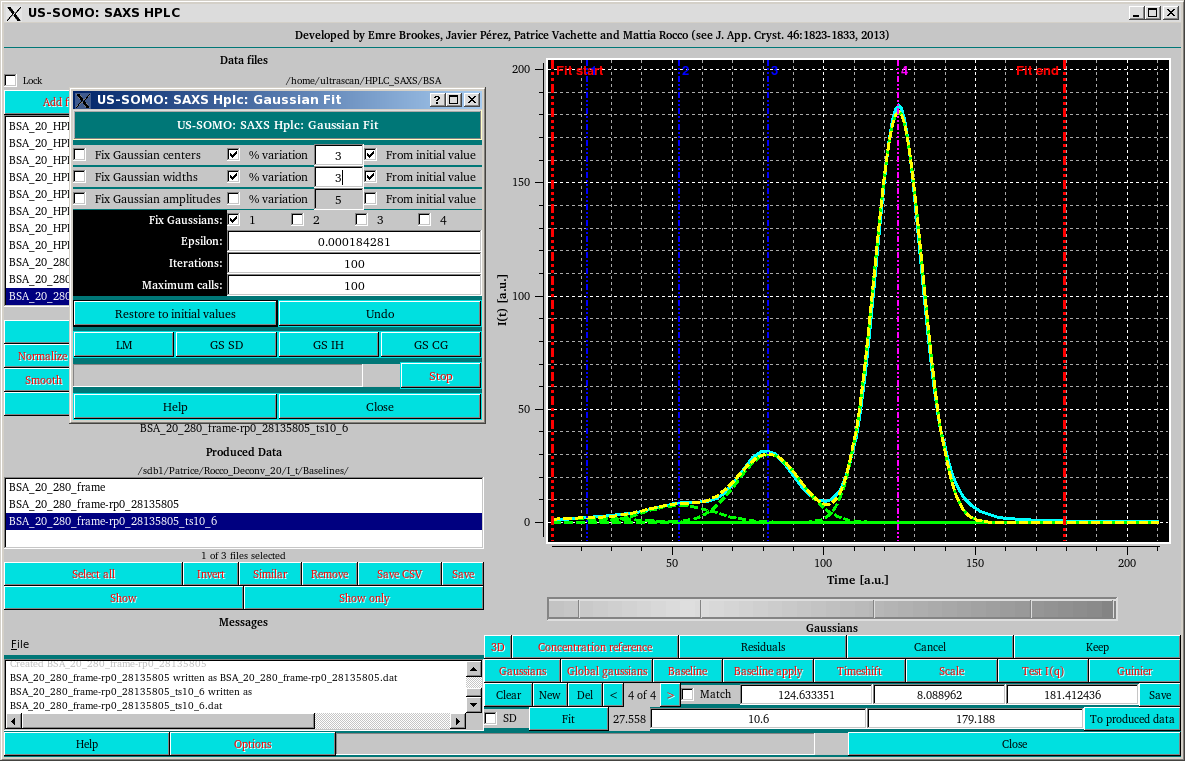 US-SOMO: SAXS HPLC
Developed by Emre Brookes, Javier Pérez, Patrice Vachette and Mattia Rocco (see J. App. Cryst. 46:1823-1833, 2013)
Data files
Lock
/home/ultrascan/HPLC_SAXS/BSA
Add f
BSA_20_HPI
BSA_20_HPI
BSA_20_HPI
BSA_20_HPI
BSA_20_HPI
BSA_20_HPI
BSA_20_HPI
BSA_20_HPI
BSA_20_280
BSA_20_280
BSA_20_280
Normalize
Smooth
US-SOMO: SAXS Hplc: Gaussian Fit
US-SOMO: SAXS Hplc: Gaussian Fit
Fix Gaussian centers % variation 3 From initial value
Fix Gaussian widths % variation 3 From initial value
Fix Gaussian amplitudes % variation 5 From initial value
Fix Gaussians: 1 2 3 4
Epsilon: 0.000184281
Iterations: 100
Maximum calls: 100
Restore to initial values Undo
LM GS SD GS IH GS CG
Stop
Help Close
BSA_20_280_frame-rp0_28135805_ts10_6
Produced Data
/sdb1/Patrice/Rocco_Deconv_20/I_t/Baselines/
BSA_20_280_frame
BSA_20_280_frame-rp0_28135805
BSA_20_280_frame-rp0_28135805_ts10_6
1 of 3 files selected
Select all Invert Similar Remove Save CSV Save
Show Show only
Messages
File
Created BSA_20_280_frame-rp0_28135805
BSA_20_280_frame-rp0_28135805 written as BSA_20_280_frame-rp0_28135805.dat
BSA_20_280_frame-rp0_28135805_ts10_6 written as
BSA_20_280_frame-rp0_28135805_ts10_6.dat
Help Options
Fit start 1 2 3 4 Fit end
200
150
100
50
0
I(t) [a.u.]
50 100 150 200
Time [a.u.]
Gaussians
3D Concentration reference Residuals Cancel Keep
Gaussians Global gaussians Baseline Baseline apply Timeshift Scale Test I(q) Guinier
Clear New Del < 4 of 4 > Match 124.633351 8.088962 181.412436 Save
SD Fit 27.558 10.6 179.188 To produced data
Close